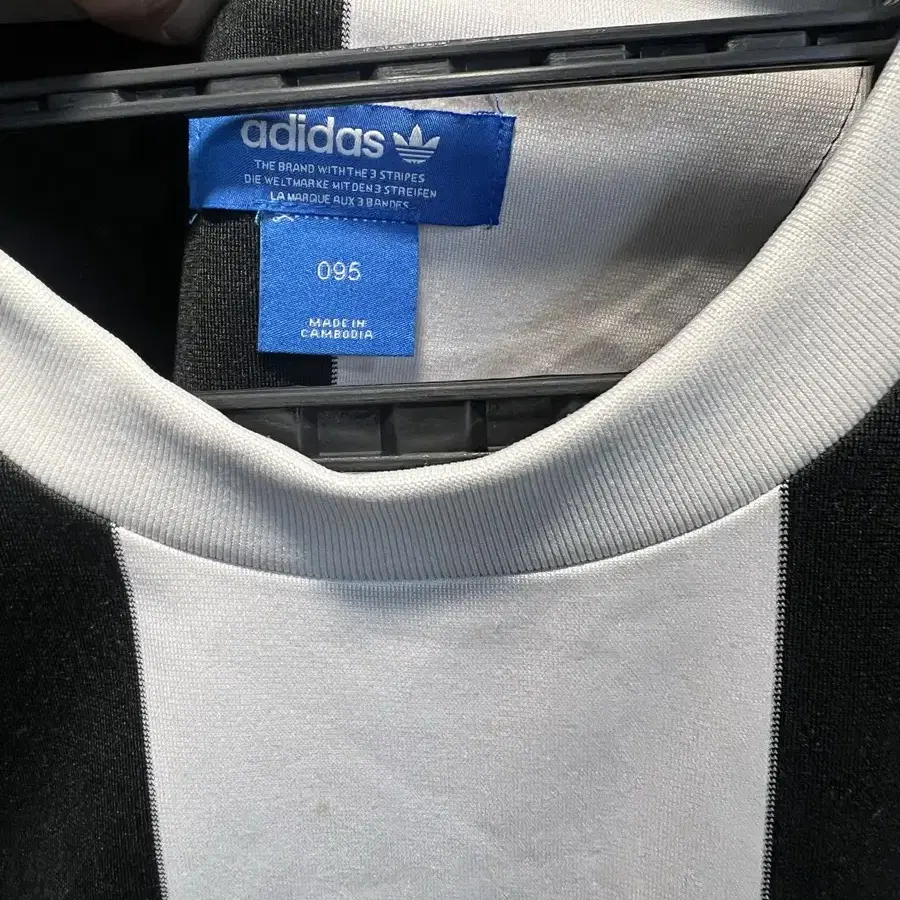 adidas
THE BRAND WITH THE 3 STRIPES
DIE WELTMARKE MIT DEN 3 STREIFEN
LA MARQUE AUX 3 BANDES
095
MADE IN
CAMBODIA